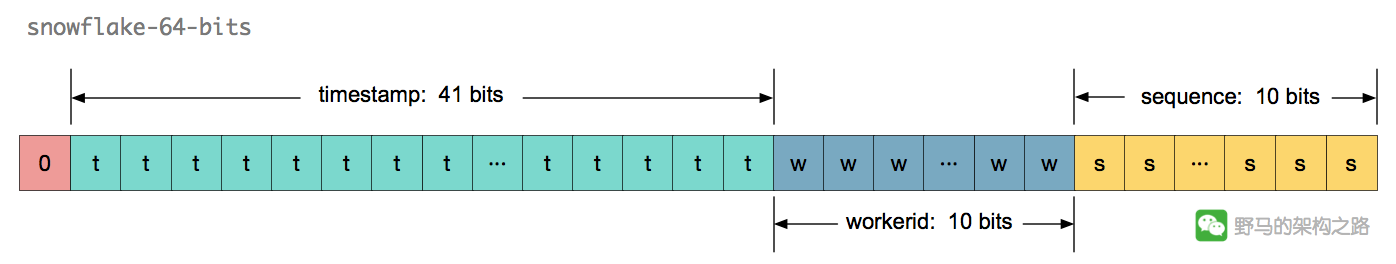 snowflake-64-bits
timestamp: 41 bits
sequence: 10 bits
0 t t t t t t t t ··· t t t t t w w w ··· w w s s ··· s s s
workerid: 10 bits
野马的架构之路